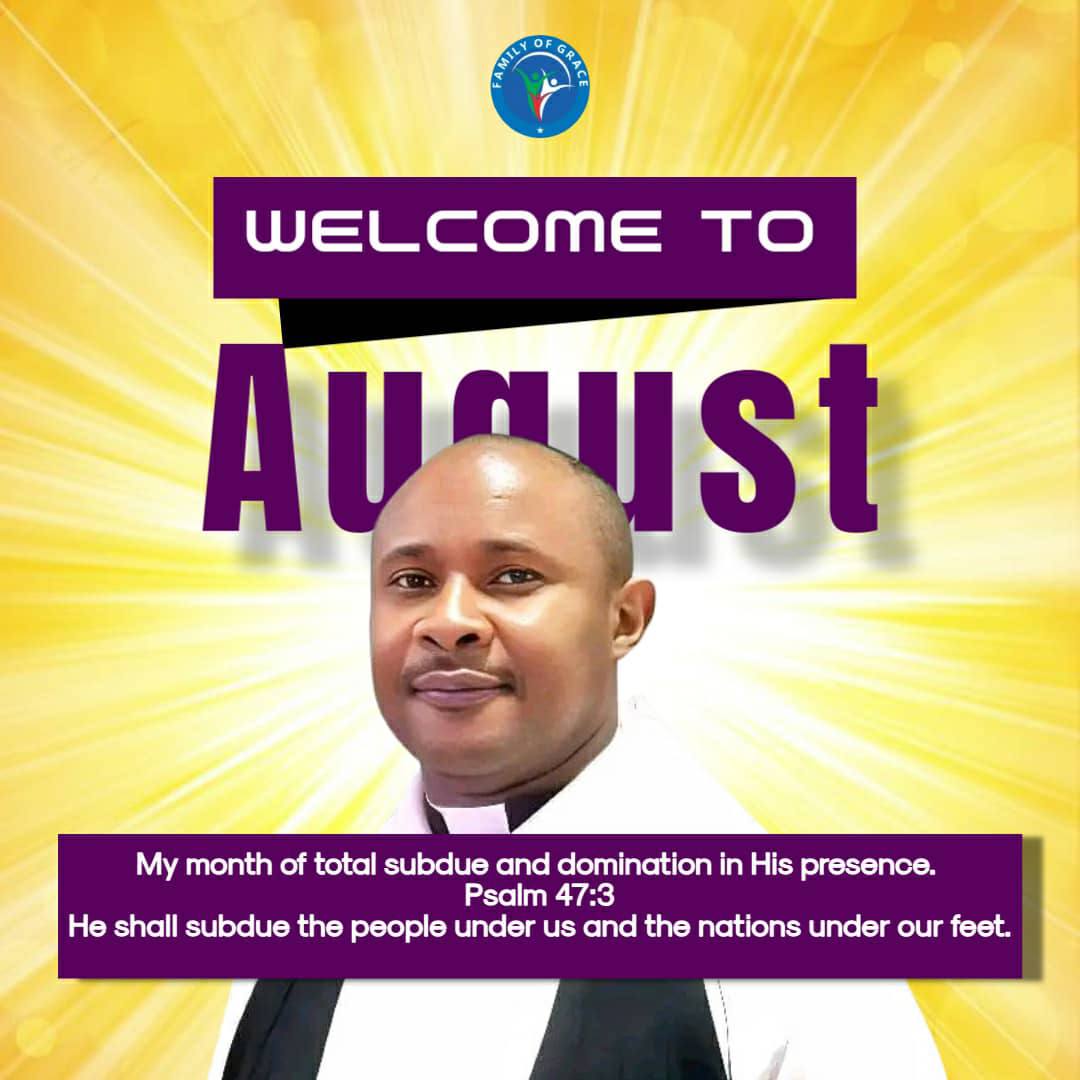 FAMILY OF GRACE
WELCOME TO
August
My month of total subdue and domination in His presence.
Psalm 47:3
He shall subdue the people under us and the nations under our feet.